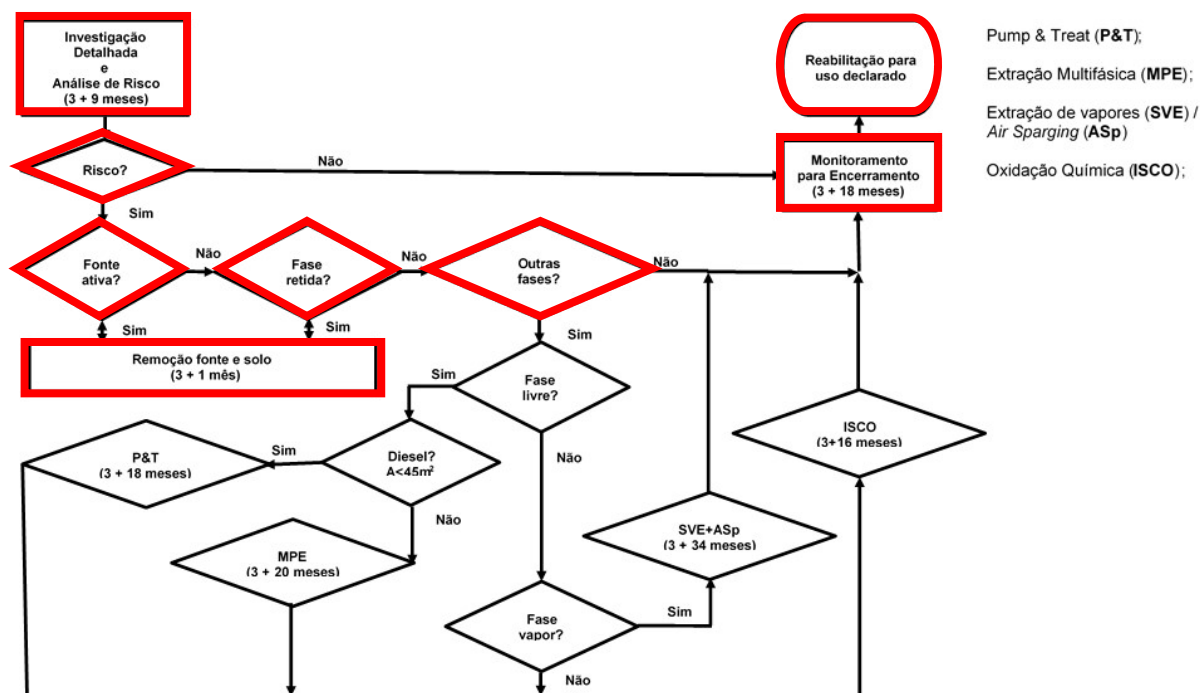 Investigação
Detalhada
e
Análise de Risco
(3 + 9 meses)
Reabilitação para
uso declarado
Pump & Treat (P&T);
Extração Multifásica (MPE);
Extração de vapores (SVE) /
Air Sparging (ASp)
Oxidação Química (ISCO);
Risco?
Não
Monitoramento
para Encerramento
(3 + 18 meses)
Sim
Fonte
ativa?
Não
Fase
retida?
Não
Outras
fases?
Não
Sim
Sim
Sim
Remoção fonte e solo
(3 + 1 mês)
Fase
livre?
Sim
Não
Diesel?
A<45m²
Sim
Não
P&T
(3 + 18 meses)
MPE
(3 + 20 meses)
ISCO
(3+16 meses)
SVE+ASp
(3 + 34 meses)
Fase
vapor?
Sim
Não